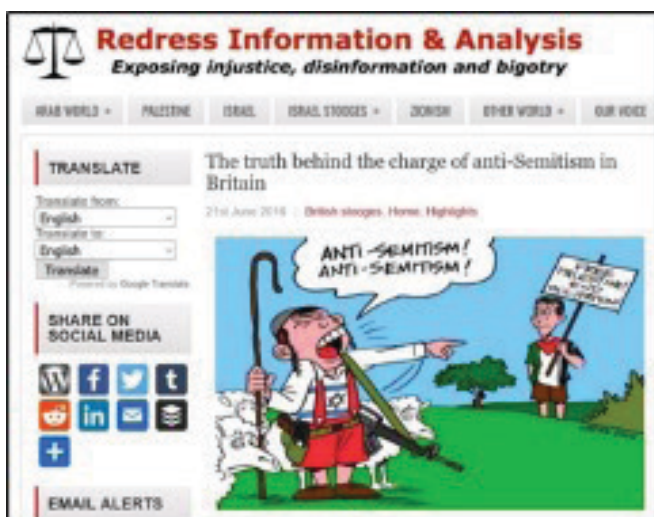 Redress Information & Analysis
Exposing injustice, disinformation and bigotry
ARAB WORLD
PALESTINE
ISRAEL
ISRAEL STOOGES
ZIONISM
OTHER WORLD
OUR VOICE
TRANSLATE
Translate from:
English
Translate to:
English
Translate
Powered by Google Translate
SHARE ON
SOCIAL MEDIA
EMAIL ALERTS
The truth behind the charge of anti-Semitism in
Britain
21st June 2016
British stooges, Home, Highlights
ANTI-SEMITISM!
ANTI-SEMITISM!